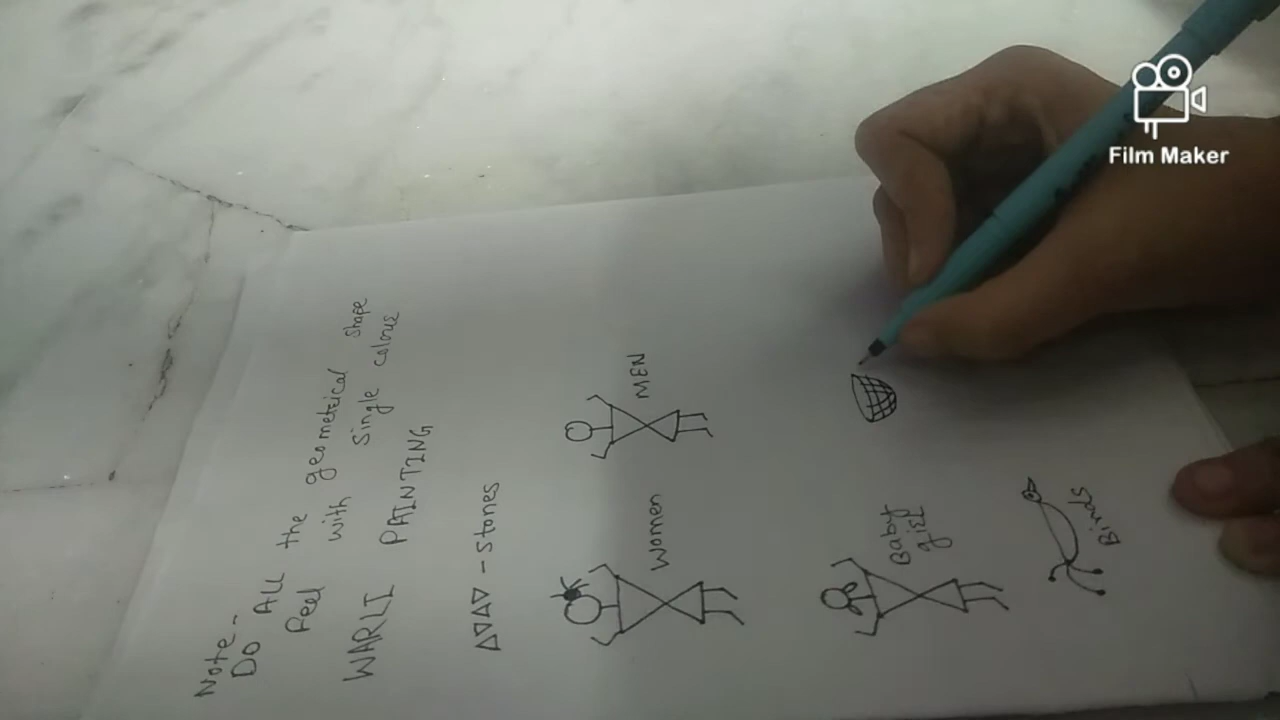 Note-
Do ALL the geometrical shape
feel with single colour
WARLI PAINTING
- stones
Women
MEN
Baby
girl
Birds
Film Maker